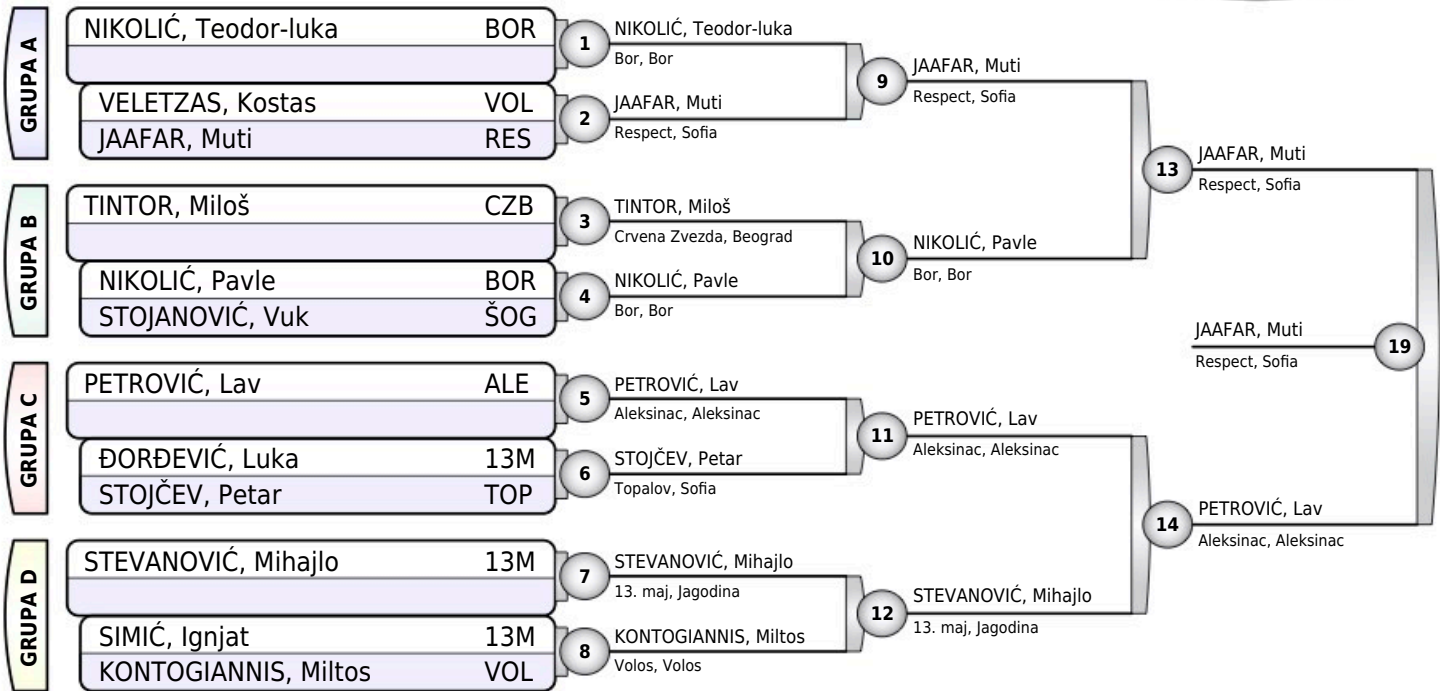 GRUPA A
NIKOLIĆ, Teodor-luka BOR
VELETZAS, Kostas VOL
JAAFAR, Muti RES
GRUPA B
TINTOR, Miloš CZB
NIKOLIĆ, Pavle BOR
STOJANOVIĆ, Vuk ŠOG
GRUPA C
PETROVIĆ, Lav ALE
ĐORĐEVIĆ, Luka 13M
STOJČEV, Petar TOP
GRUPA D
STEVANOVIĆ, Mihajlo 13M
SIMIĆ, Ignjat 13M
KONTOGIANNIS, Miltos VOL
1 NIKOLIĆ, Teodor-luka
Bor, Bor
2 JAAFAR, Muti
Respect, Sofia
3 TINTOR, Miloš
Crvena Zvezda, Beograd
4 NIKOLIĆ, Pavle
Bor, Bor
5 PETROVIĆ, Lav
Aleksinac, Aleksinac
6 STOJČEV, Petar
Topalov, Sofia
7 STEVANOVIĆ, Mihajlo
13. maj, Jagodina
8 KONTOGIANNIS, Miltos
Volos, Volos
9 JAAFAR, Muti
Respect, Sofia
10 NIKOLIĆ, Pavle
Bor, Bor
11 PETROVIĆ, Lav
Aleksinac, Aleksinac
12 STEVANOVIĆ, Mihajlo
13. maj, Jagodina
13 JAAFAR, Muti
Respect, Sofia
14 PETROVIĆ, Lav
Aleksinac, Aleksinac
JAAFAR, Muti 19
Respect, Sofia